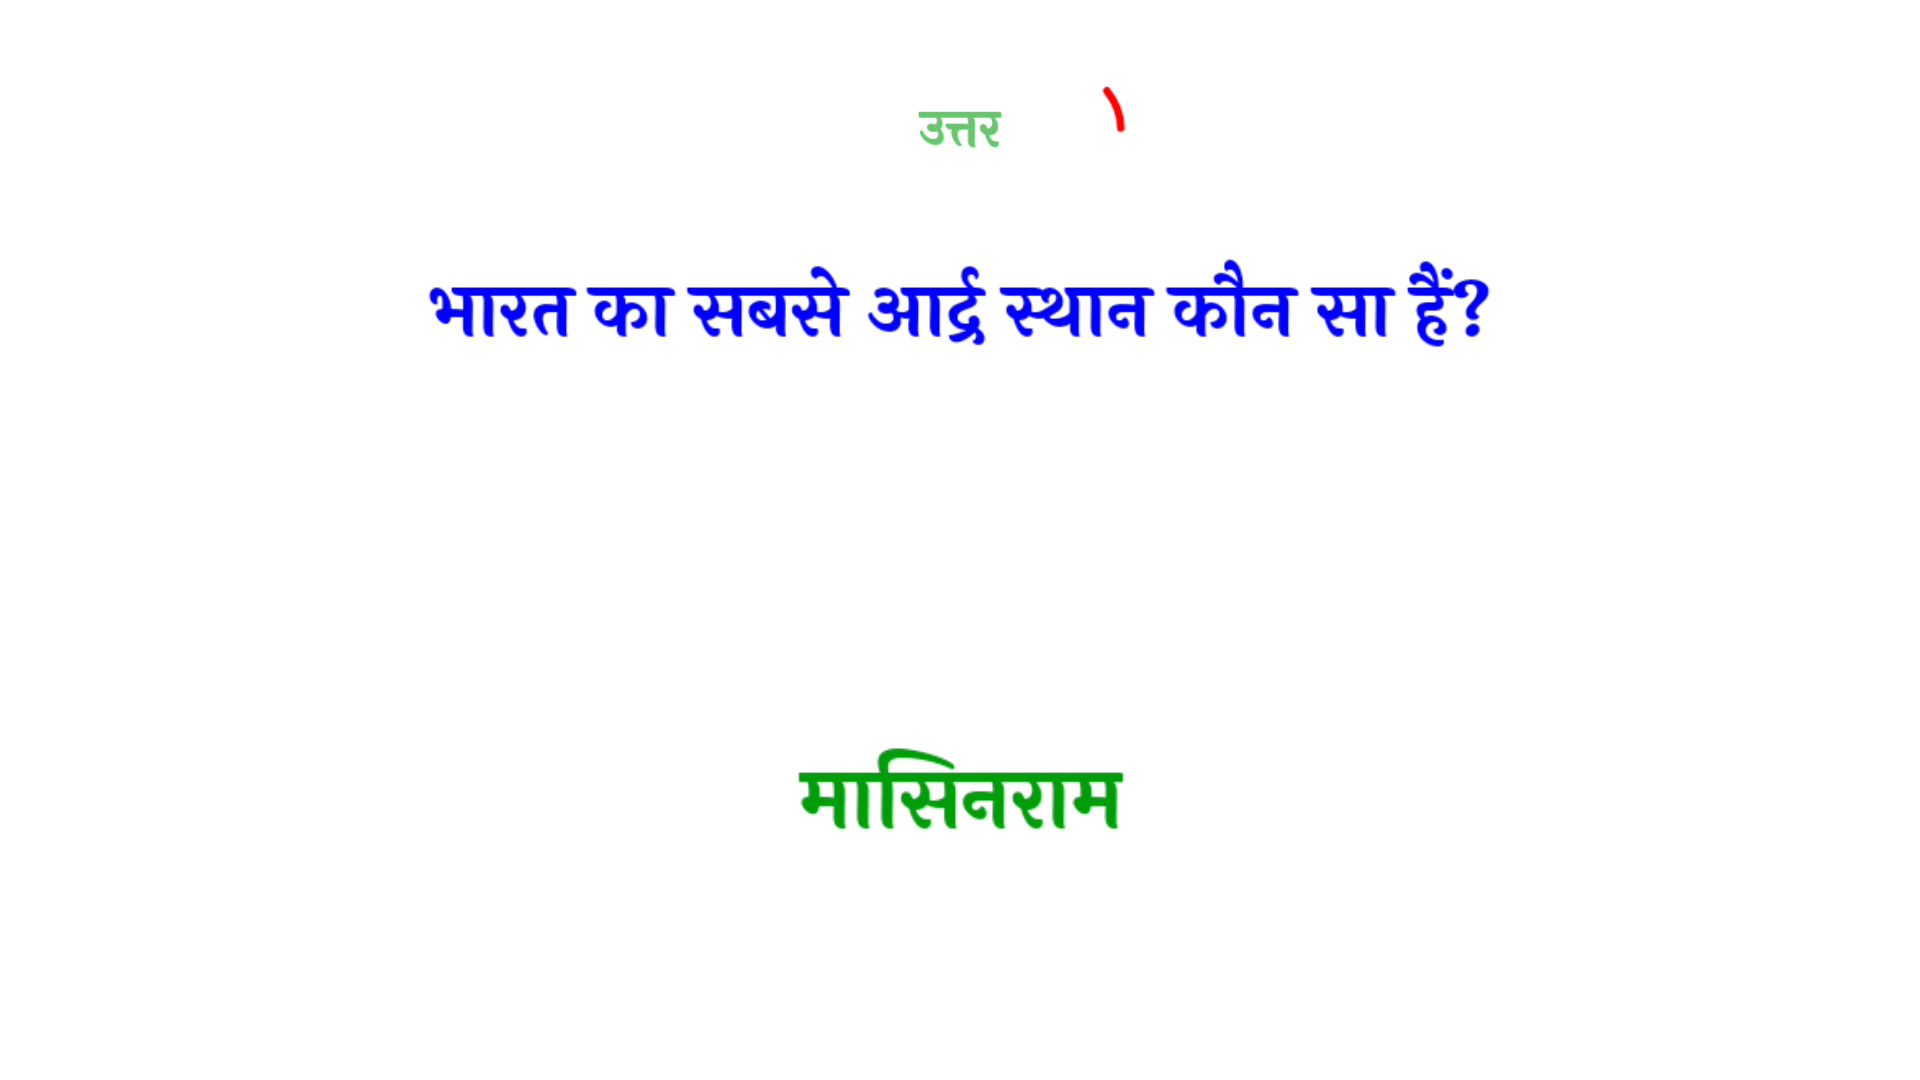 उत्तर
भारत का सबसे आर्द्र स्थान कौन सा हैं?
मासिनराम